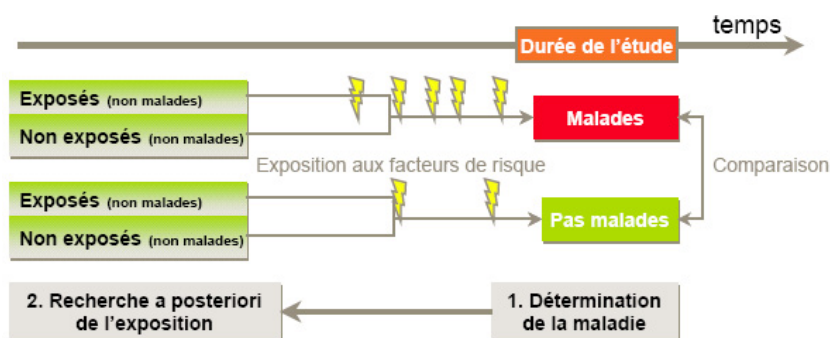 temps
Durée de l'étude
Exposés (non malades)
Non exposés (non malades)
Malades
Exposition aux facteurs de risque
Comparaison
Exposés (non malades)
Non exposés (non malades)
Pas malades
2. Recherche a posteriori
de l'exposition
1. Détermination
de la maladie